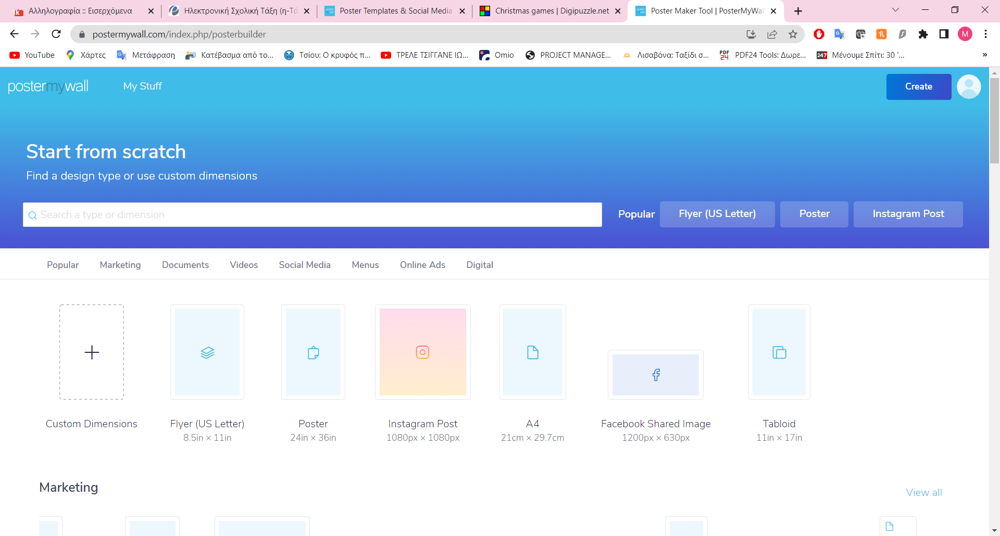 Αλληλογραφία :: Εισερχόμενα
Ηλεκτρονική Σχολική Τάξη (η-Τά
Poster Templates & Social Media
Christmas games | Digipuzzle.net
Poster Maker Tool | PosterMyWal
postermywall.com/index.php/posterbuilder
M
YouTube
Χάρτες
Μετάφραση
Κατέβασμα από το...
Τσίου: Ο κρυφός π...
ΤΡΕΛΕ ΤΣΙΓΓΑΝΕ ΙΩ...
Omio
PROJECT MANAGE...
Λισαβόνα: Ταξίδι σ...
PDF 24
PDF24 Tools: Δωρε...
247
Μένουμε Σπίτι: 30 '...
»
postermywall
My Stuff
Create
Start from scratch
Find a design type or use custom dimensions
Search a type or dimension
Popular
Flyer (US Letter)
Poster
Instagram Post
Popular
Marketing
Documents
Videos
Social Media
Menus
Online Ads
Digital
Custom Dimensions
Flyer (US Letter)
8.5in × 11in
Poster
24in × 36in
Instagram Post
1080px × 1080px
A4
21cm × 29.7cm
Facebook Shared Image
1200px × 630px
Tabloid
11in × 17in
Marketing
View all